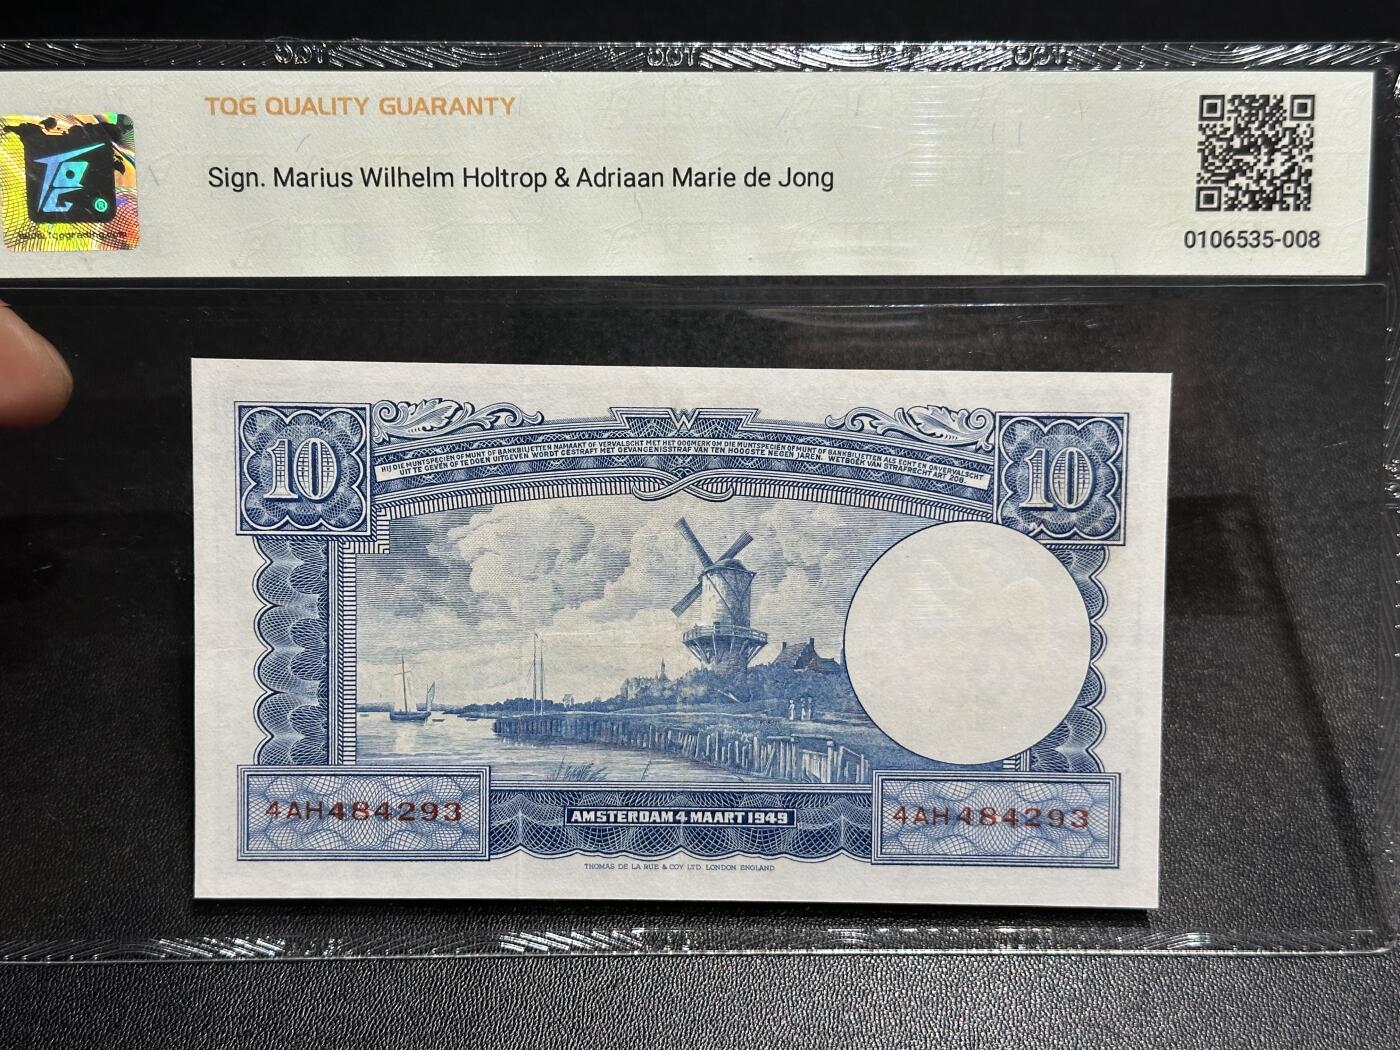 TQG QUALITY GUARANTY
Sign. Marius Wilhelm Holtrop & Adriaan Marie de Jong
®
0106535-008
W
10
10
HIJ DIE MUNTSPECIËN OF MUNT OF BANKBILJETTEN NAMAAKT OF VERVALSCHT MET HET OOGMERK OM DIE MUNTSPECIËN OF MUNT OF BANKBILJETTEN ALS ECHT EN ONVERVALSCHT
UIT TE GEVEN OF TE DOEN UITGEVEN WORDT GESTRAFT MET GEVANGENISSTRAF VAN TEN HOOGSTE NEGEN JAREN. WETBOEK VAN STRAFRECHT ART 208.
4AH484293
AMSTERDAM 4 MAART 1949
4AH484293
THOMAS DE LA RUE & COY LTD. LONDON ENGLAND